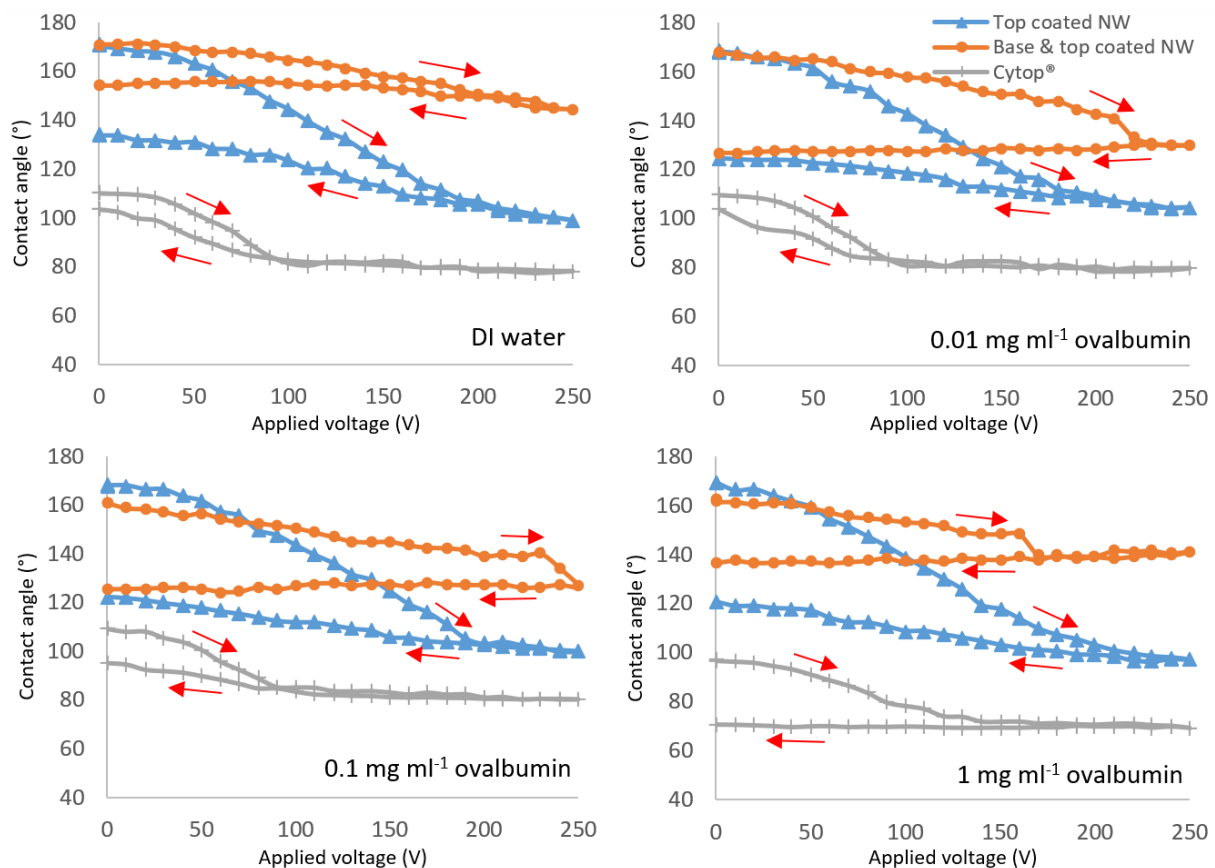 180
160
140
120
100
80
60
40
Contact angle (°)
0 50 100 150 200 250
Applied voltage (V)
DI water
180
160
140
120
100
80
60
40
Contact angle (°)
0 50 100 150 200 250
Applied voltage (V)
Top coated NW
Base & top coated NW
Cytop®
0.01 mg ml⁻¹ ovalbumin
180
160
140
120
100
80
60
40
Contact angle (°)
0 50 100 150 200 250
Applied voltage (V)
0.1 mg ml⁻¹ ovalbumin
180
160
140
120
100
80
60
40
Contact angle (°)
0 50 100 150 200 250
Applied voltage (V)
1 mg ml⁻¹ ovalbumin